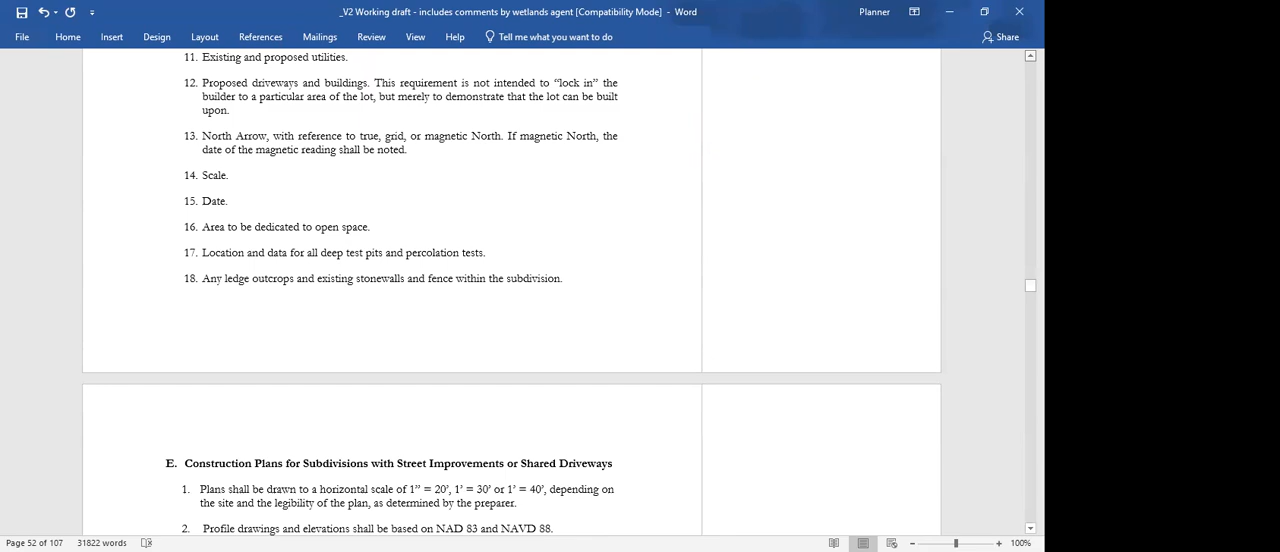 _V2 Working draft - includes comments by wetlands agent [Compatibility Mode] - Word
Planner
File Home Insert Design Layout References Mailings Review View Help Tell me what you want to do Share
11. Existing and proposed utilities.
12. Proposed driveways and buildings. This requirement is not intended to “lock in” the
builder to a particular area of the lot, but merely to demonstrate that the lot can be built
upon.
13. North Arrow, with reference to true, grid, or magnetic North. If magnetic North, the
date of the magnetic reading shall be noted.
14. Scale.
15. Date.
16. Area to be dedicated to open space.
17. Location and data for all deep test pits and percolation tests.
18. Any ledge outcrops and existing stonewalls and fence within the subdivision.
E. Construction Plans for Subdivisions with Street Improvements or Shared Driveways
1. Plans shall be drawn to a horizontal scale of 1” = 20’, 1’ = 30’ or 1’ = 40’, depending on
the site and the legibility of the plan, as determined by the preparer.
2. Profile drawings and elevations shall be based on NAD 83 and NAVD 88.
Page 52 of 107 31822 words 100%